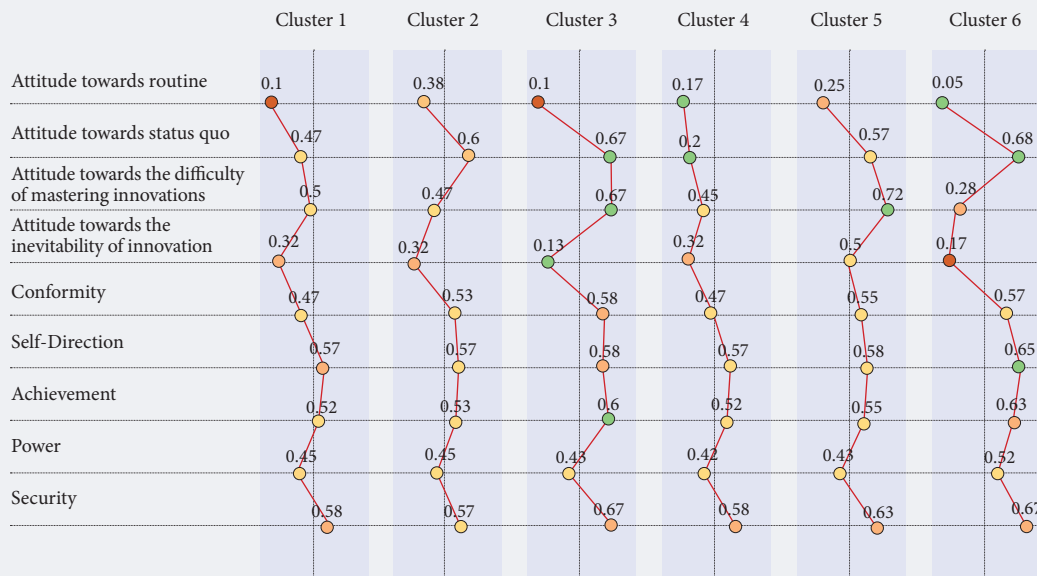 Cluster 1 Cluster 2 Cluster 3 Cluster 4 Cluster 5 Cluster 6
Attitude towards routine 0.1 0.38 0.1 0.17 0.25 0.05
Attitude towards status quo 0.47 0.6 0.67 0.2 0.57 0.68
Attitude towards the difficulty
of mastering innovations 0.5 0.47 0.67 0.45 0.72 0.28
Attitude towards the
inevitability of innovation 0.32 0.32 0.13 0.32 0.5 0.17
Conformity 0.47 0.53 0.58 0.47 0.55 0.57
Self-Direction 0.57 0.57 0.58 0.57 0.58 0.65
Achievement 0.52 0.53 0.6 0.52 0.55 0.63
Power 0.45 0.45 0.43 0.42 0.43 0.52
Security 0.58 0.57 0.67 0.58 0.63 0.67